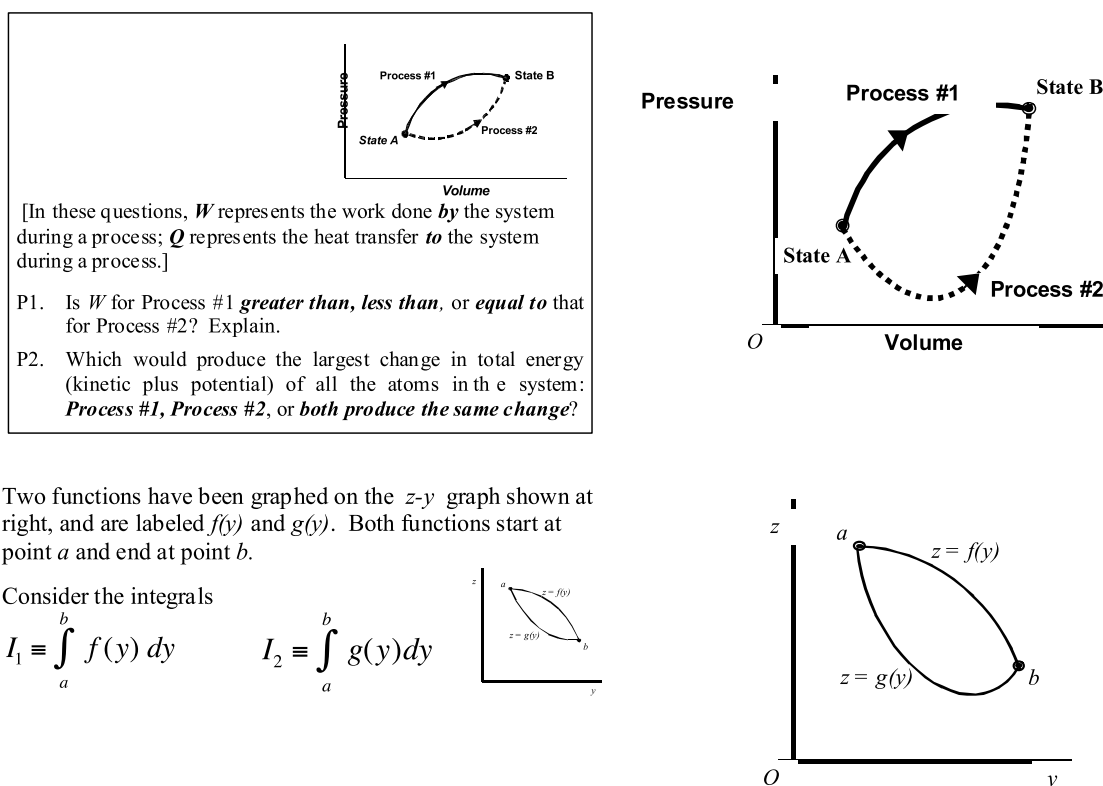 Pressure
Process #1
State B
State A
Process #2
Volume
[In these questions, W represents the work done by the system
during a process; Q represents the heat transfer to the system
during a process.]
P1. Is W for Process #1 greater than, less than, or equal to that
for Process #2? Explain.
P2. Which would produce the largest change in total energy
(kinetic plus potential) of all the atoms in th e system:
Process #1, Process #2, or both produce the same change?
Pressure
Process #1
State B
State A
Process #2
O
Volume
Two functions have been graphed on the z-y graph shown at
right, and are labeled f(y) and g(y). Both functions start at
point a and end at point b.
Consider the integrals
I₁ ≡ ∫ₐᵇ f(y) dy
I₂ ≡ ∫ₐᵇ g(y)dy
z
a
z = f(y)
z = g(y)
b
y
z
a
z = f(y)
z = g(y)
b
O
y